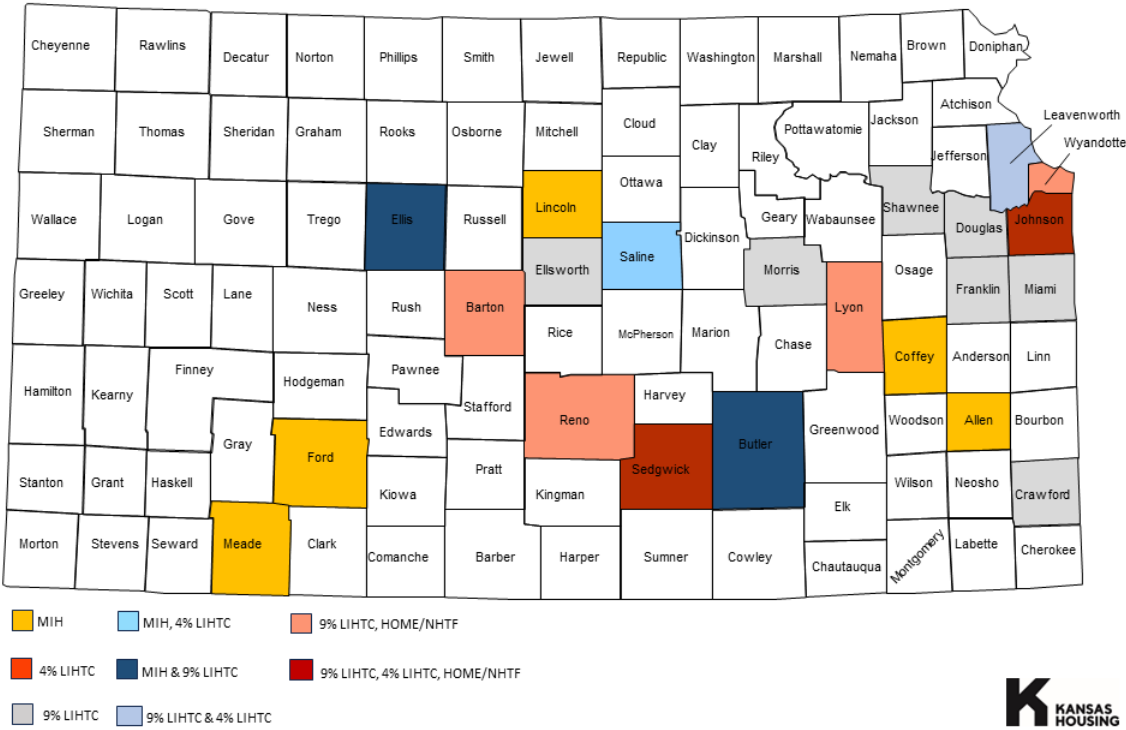 Cheyenne
Rawlins
Decatur
Norton
Phillips
Smith
Jewell
Republic
Washington
Marshall
Nemaha
Brown
Doniphan
Sherman
Thomas
Sheridan
Graham
Rooks
Osborne
Mitchell
Cloud
Clay
Riley
Pottawatomie
Jackson
Atchison
Jefferson
Leavenworth
Wyandotte
Wallace
Logan
Gove
Trego
Ellis
Russell
Lincoln
Ottawa
Saline
Dickinson
Geary
Wabaunsee
Shawnee
Douglas
Johnson
Greeley
Wichita
Scott
Lane
Ness
Rush
Barton
Ellsworth
Rice
McPherson
Marion
Morris
Chase
Lyon
Osage
Franklin
Miami
Hamilton
Kearny
Finney
Hodgeman
Pawnee
Stafford
Reno
Harvey
Butler
Greenwood
Coffey
Anderson
Linn
Gray
Ford
Edwards
Sedgwick
Woodson
Allen
Bourbon
Stanton
Grant
Haskell
Kiowa
Pratt
Kingman
Elk
Wilson
Neosho
Crawford
Morton
Stevens
Seward
Meade
Clark
Comanche
Barber
Harper
Sumner
Cowley
Chautauqua
Montgomery
Labette
Cherokee
MIH
MIH, 4% LIHTC
9% LIHTC, HOME/NHTF
4% LIHTC
MIH & 9% LIHTC
9% LIHTC, 4% LIHTC, HOME/NHTF
9% LIHTC
9% LIHTC & 4% LIHTC
KANSAS
HOUSING